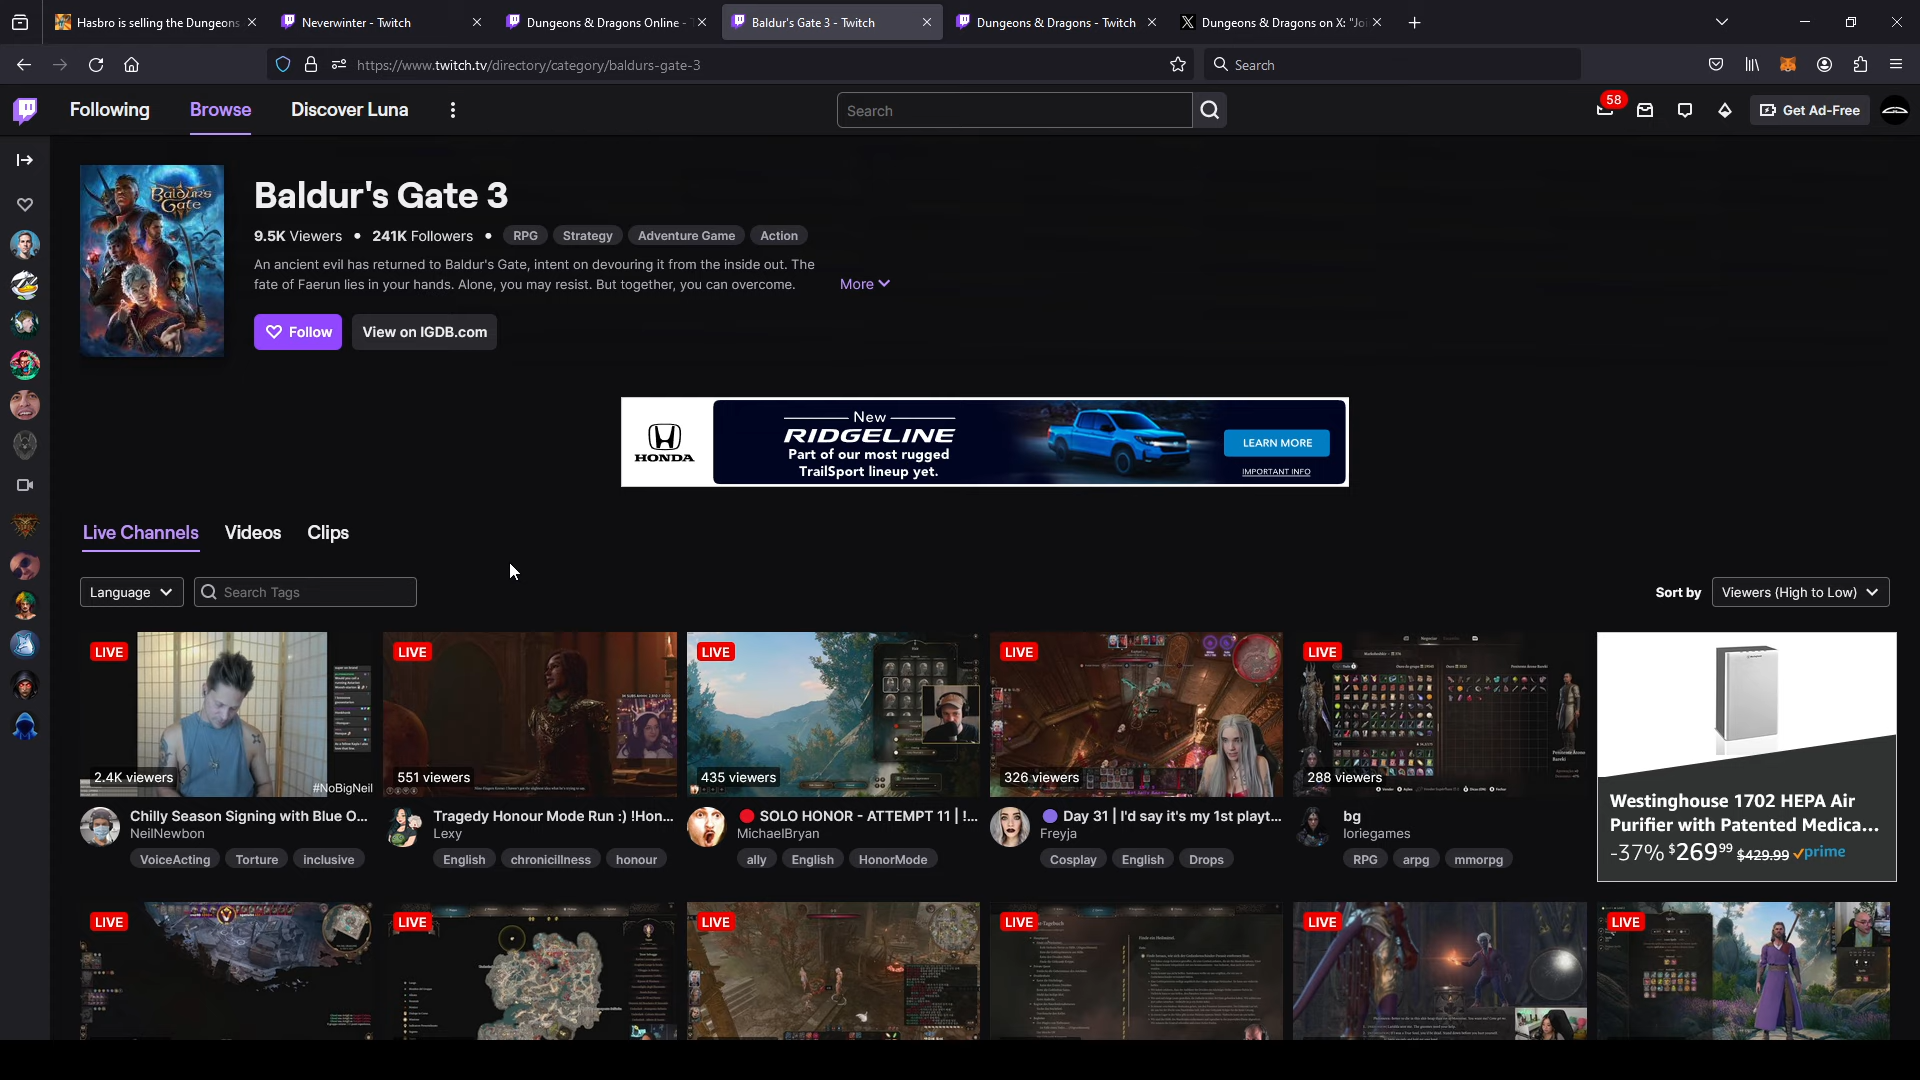 Hasbro is selling the Dungeons
Neverwinter - Twitch
Dungeons & Dragons Online - T
Baldur's Gate 3 - Twitch
Dungeons & Dragons - Twitch
Dungeons & Dragons on X: "Joi
https://www.twitch.tv/directory/category/baldurs-gate-3
Search
Following
Browse
Discover Luna
Search
58
Get Ad-Free
Baldur's Gate
Baldur's Gate 3
9.5K Viewers • 241K Followers •
RPG
Strategy
Adventure Game
Action
An ancient evil has returned to Baldur's Gate, intent on devouring it from the inside out. The
fate of Faerun lies in your hands. Alone, you may resist. But together, you can overcome.
More
Follow
View on IGDB.com
HONDA
New
RIDGELINE
Part of our most rugged
TrailSport lineup yet.
LEARN MORE
IMPORTANT INFO
Live Channels
Videos
Clips
Language
Search Tags
Sort by
Viewers (High to Low)
LIVE
2.4K viewers
#NoBigNeil
Chilly Season Signing with Blue O...
NeilNewbon
VoiceActing
Torture
inclusive
LIVE
551 viewers
Tragedy Honour Mode Run :) !Hon...
Lexy
English
chronicillness
honour
LIVE
435 viewers
SOLO HONOR - ATTEMPT 11 | !...
MichaelBryan
ally
English
HonorMode
LIVE
326 viewers
Day 31 | I'd say it's my 1st playt...
Freyja
Cosplay
English
Drops
LIVE
288 viewers
bg
loriegames
RPG
arpg
mmorpg
Westinghouse 1702 HEPA Air
Purifier with Patented Medica...
-37% $269⁹⁹ $429.99 prime
LIVE
LIVE
LIVE
LIVE
LIVE
LIVE